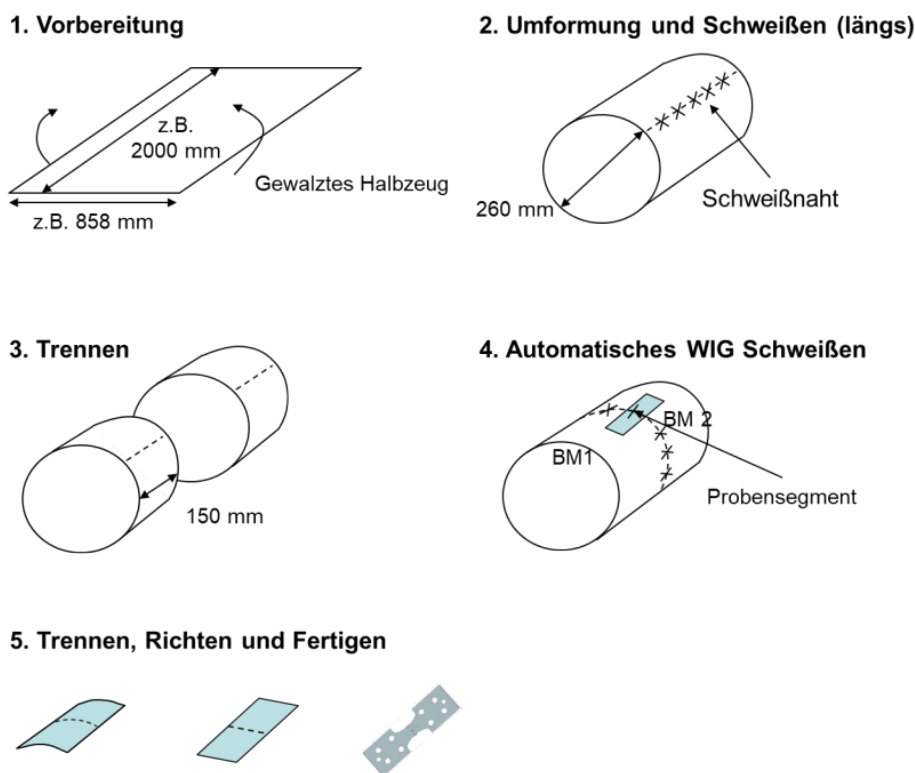 1. Vorbereitung
z.B.
2000 mm
Gewalztes Halbzeug
z.B. 858 mm
2. Umformung und Schweißen (längs)
260 mm
Schweißnaht
3. Trennen
150 mm
4. Automatisches WIG Schweißen
BM 2
BM1
Probensegment
5. Trennen, Richten und Fertigen